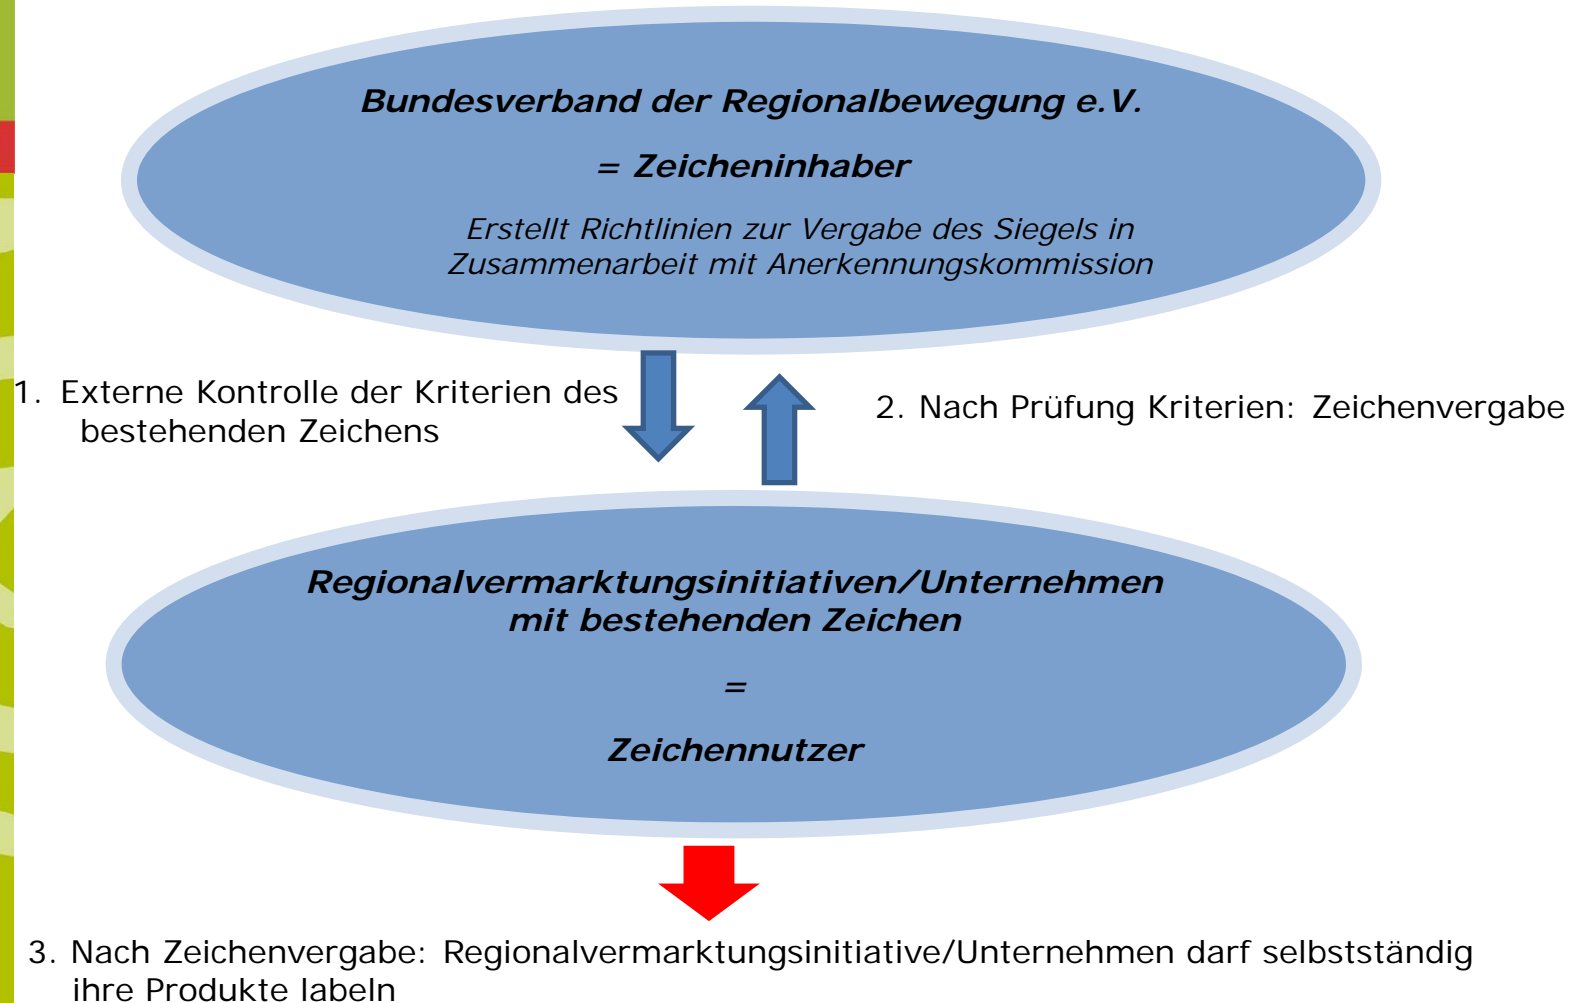 Bundesverband der Regionalbewegung e.V.
= Zeicheninhaber
Erstellt Richtlinien zur Vergabe des Siegels in
Zusammenarbeit mit Anerkennungskommission
1. Externe Kontrolle der Kriterien des
bestehenden Zeichens
2. Nach Prüfung Kriterien: Zeichenvergabe
Regionalvermarktungsinitiativen/Unternehmen
mit bestehenden Zeichen
=
Zeichennutzer
3. Nach Zeichenvergabe: Regionalvermarktungsinitiative/Unternehmen darf selbstständig
ihre Produkte labeln